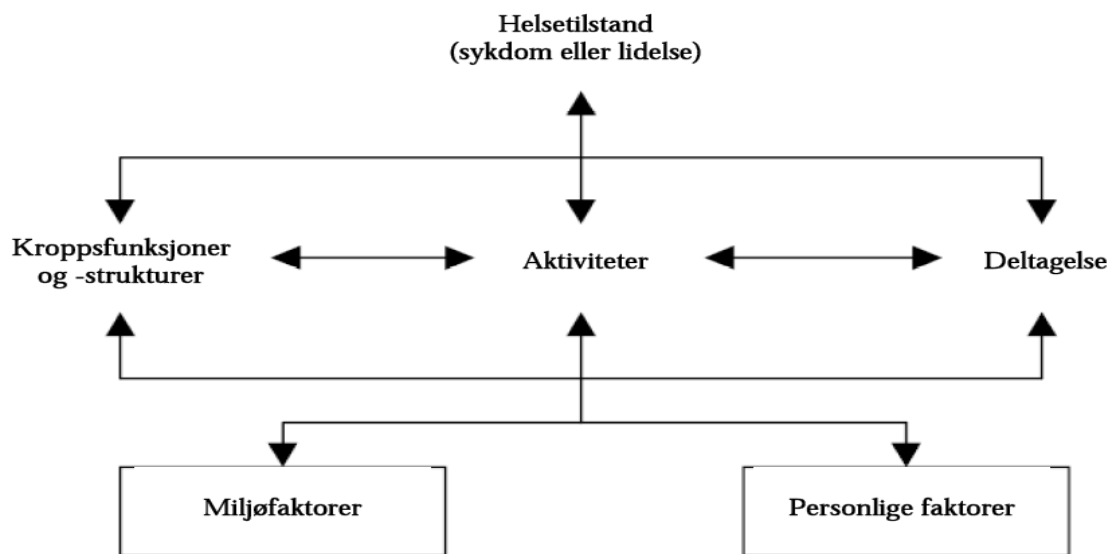 Helsetilstand
(sykdom eller lidelse)
Kroppsfunksjoner
og -strukturer
Aktiviteter
Deltagelse
Miljøfaktorer
Personlige faktorer